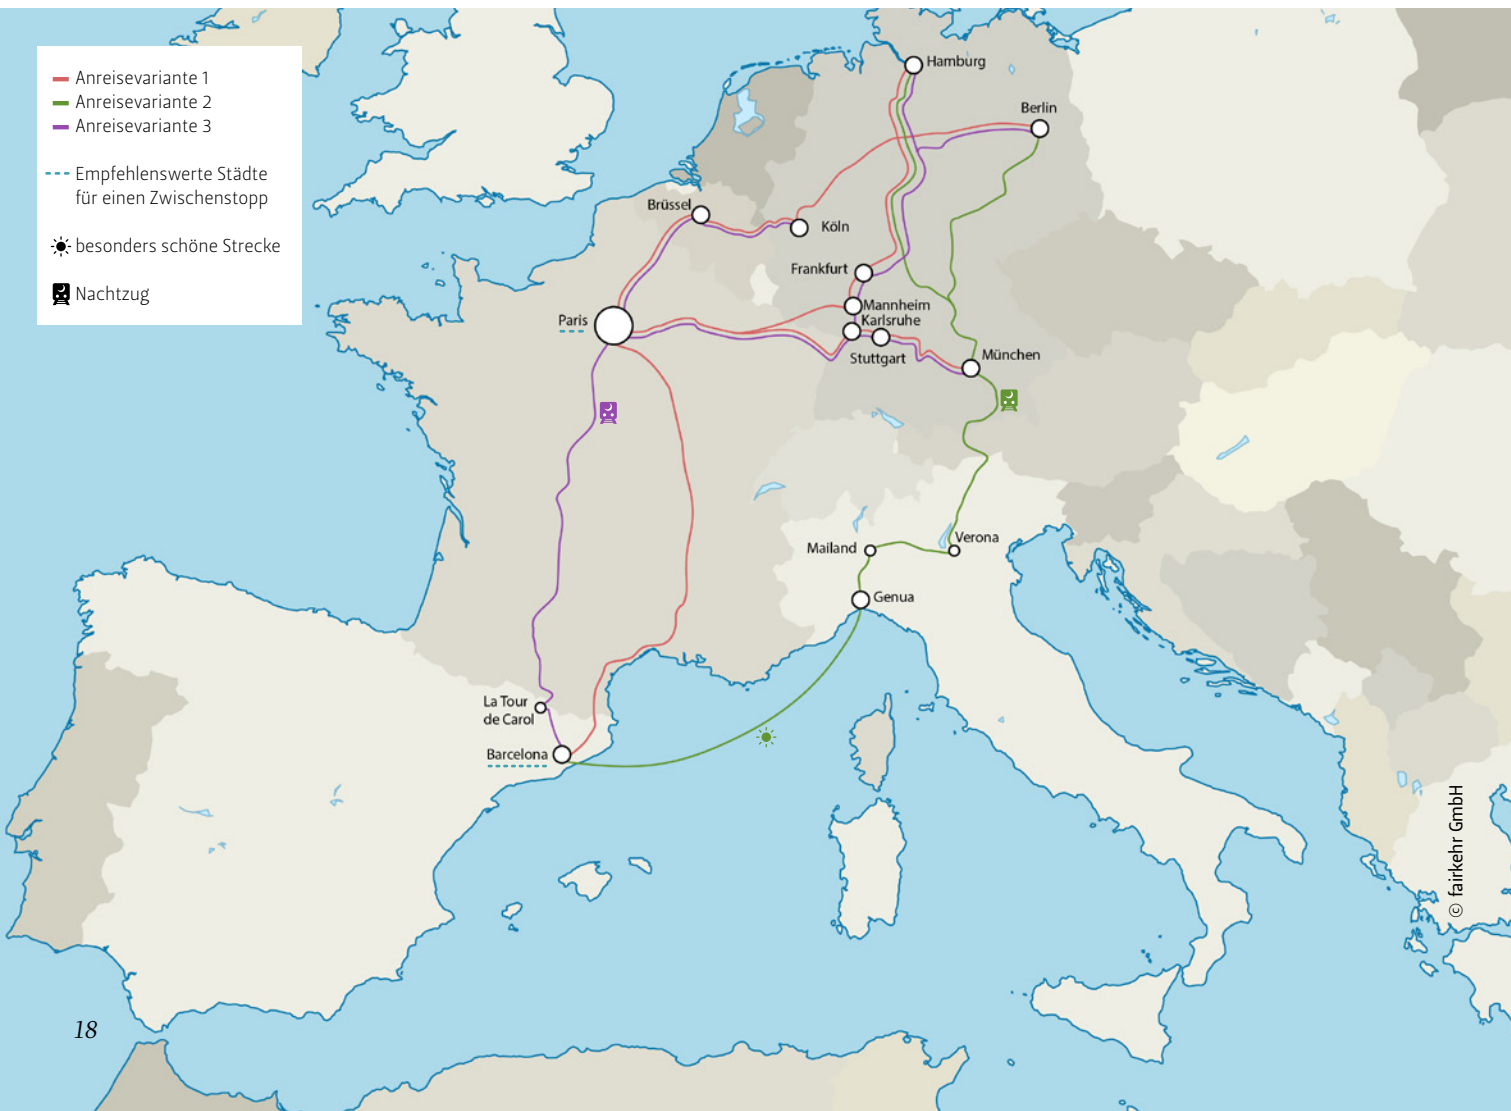 Anreisevariante 1
Anreisevariante 2
Anreisevariante 3
Empfehlenswerte Städte
für einen Zwischenstopp
besonders schöne Strecke
Nachtzug
Hamburg
Berlin
Brüssel
Köln
Frankfurt
Mannheim
Karlsruhe
Stuttgart
München
Paris
Mailand
Verona
Genua
La Tour
de Carol
Barcelona
© fairkehr GmbH
18